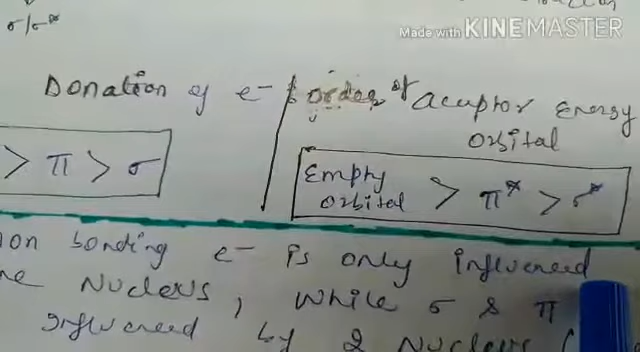 σ/σ*
Made with KINEMASTER
Donation of e⁻
order of Acceptor Energy
Orbital
> π > σ
Empty
Orbital > π* > σ*
on bonding e⁻ is only influenced
Nucleus, while σ & π
influenced by 2 Nucleus (